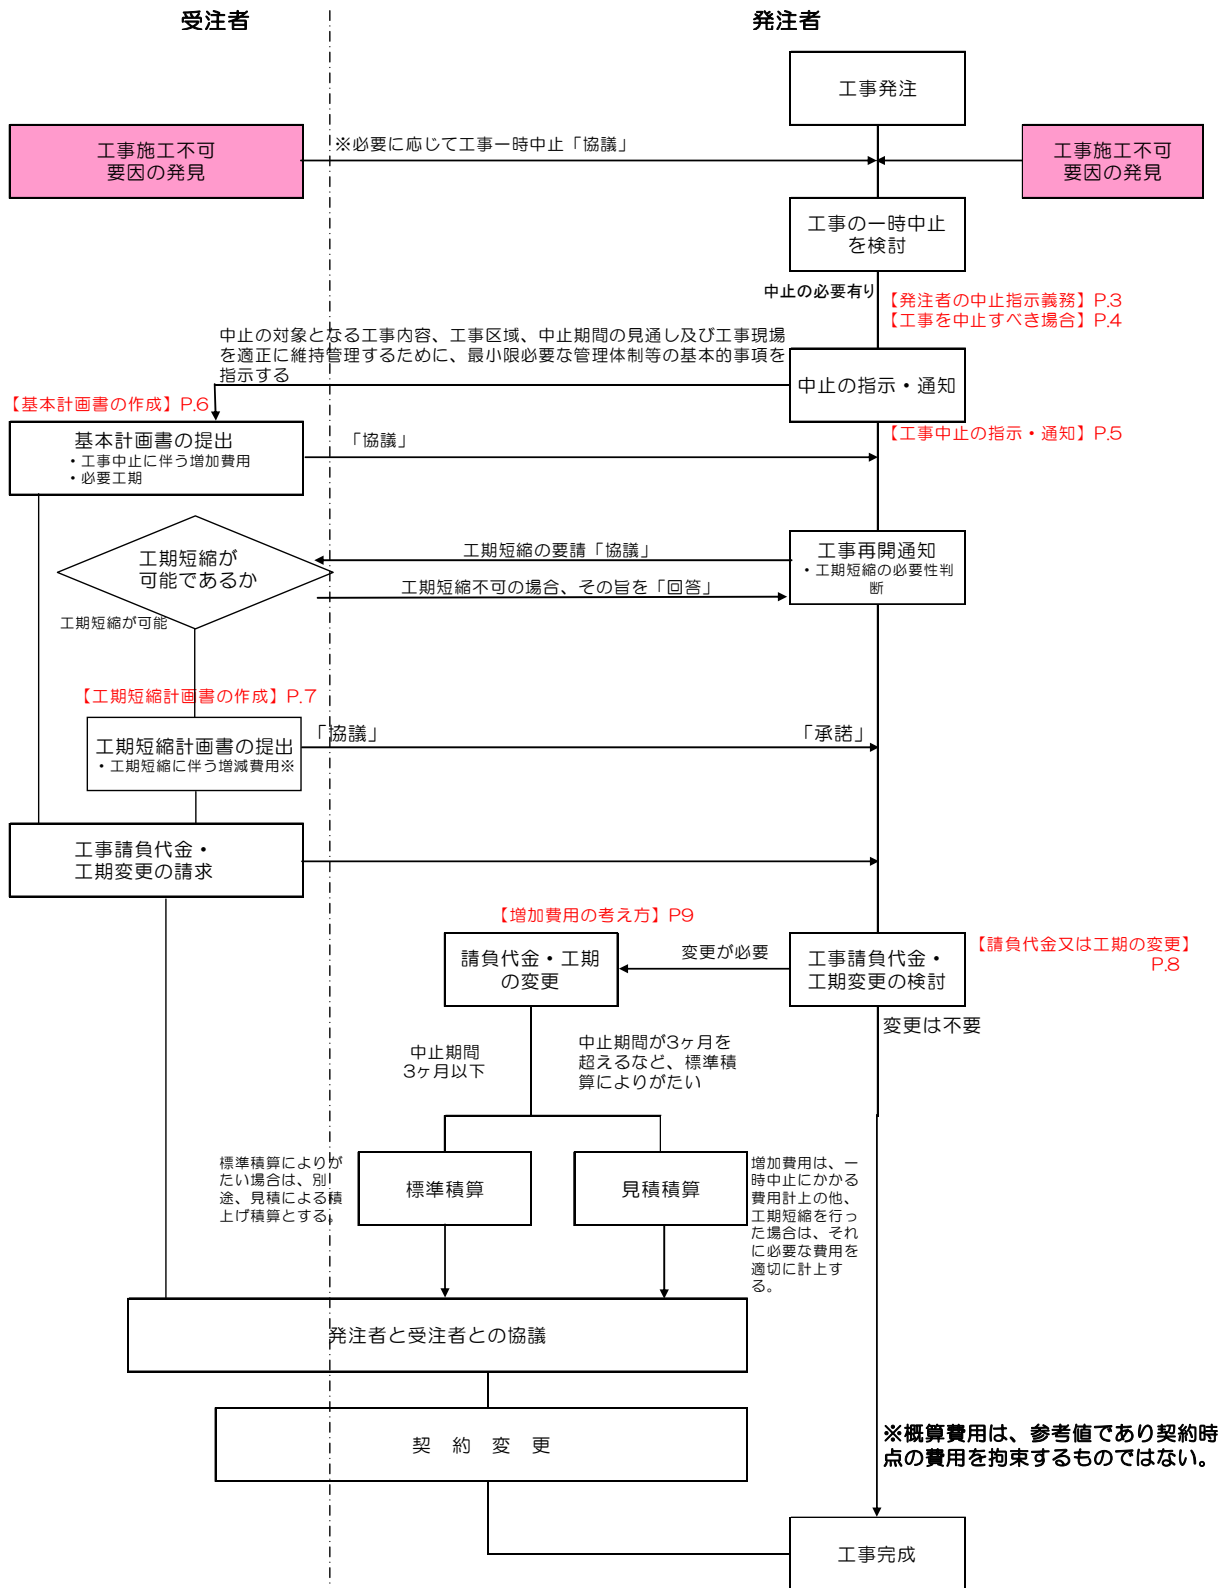 受注者
発注者
工事発注
工事施工不可
要因の発見
※必要に応じて工事一時中止「協議」
工事施工不可
要因の発見
工事の一時中止
を検討
中止の必要有り
【発注者の中止指示義務】P.3
【工事を中止すべき場合】P.4
中止の対象となる工事内容、工事区域、中止期間の見通し及び工事現場
を適正に維持管理するために、最小限必要な管理体制等の基本的事項を
指示する
中止の指示・通知
【基本計画書の作成】P.6
基本計画書の提出
・工事中止に伴う増加費用
・必要工期
「協議」
【工事中止の指示・通知】P.5
工期短縮が
可能であるか
工期短縮の要請「協議」
工期短縮不可の場合、その旨を「回答」
工事再開通知
・工期短縮の必要性判
断
工期短縮が可能
【工期短縮計画書の作成】P.7
工期短縮計画書の提出
・工期短縮に伴う増減費用※
「協議」
「承諾」
工事請負代金・
工期変更の請求
【増加費用の考え方】P9
請負代金・工期
の変更
変更が必要
工事請負代金・
工期変更の検討
【請負代金又は工期の変更】
P.8
変更は不要
中止期間
3ヶ月以下
中止期間が3ヶ月を
超えるなど、標準積
算によりがたい
標準積算によりが
たい場合は、別
途、見積による積
上げ積算とする。
標準積算
見積積算
増加費用は、一
時中止にかかる
費用計上の他、
工期短縮を行っ
た場合は、それ
に必要な費用を
適切に計上す
る。
発注者と受注者との協議
契 約 変 更
※概算費用は、参考値であり契約時
点の費用を拘束するものではない。
工事完成